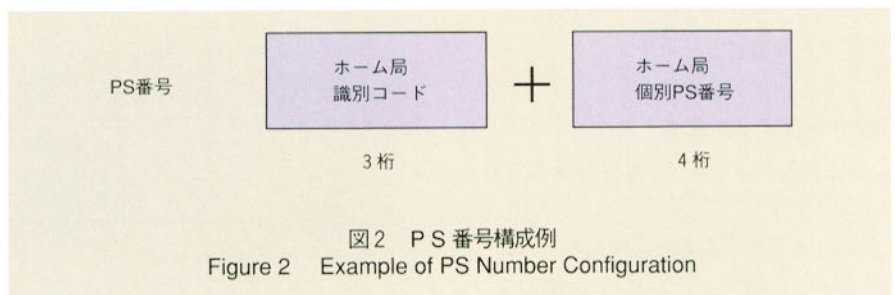 PS番号
ホーム局
識別コード
+
ホーム局
個別PS番号
3桁
4桁
図2 PS番号構成例
Figure 2 Example of PS Number Configuration